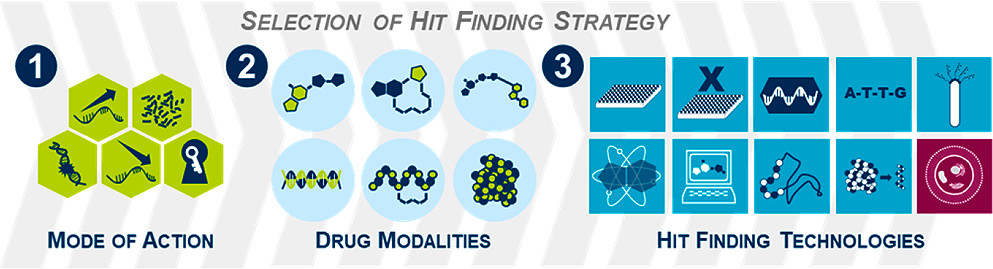 SELECTION OF HIT FINDING STRATEGY
1
2
3
X
A-T-T-G
MODE OF ACTION
DRUG MODALITIES
HIT FINDING TECHNOLOGIES